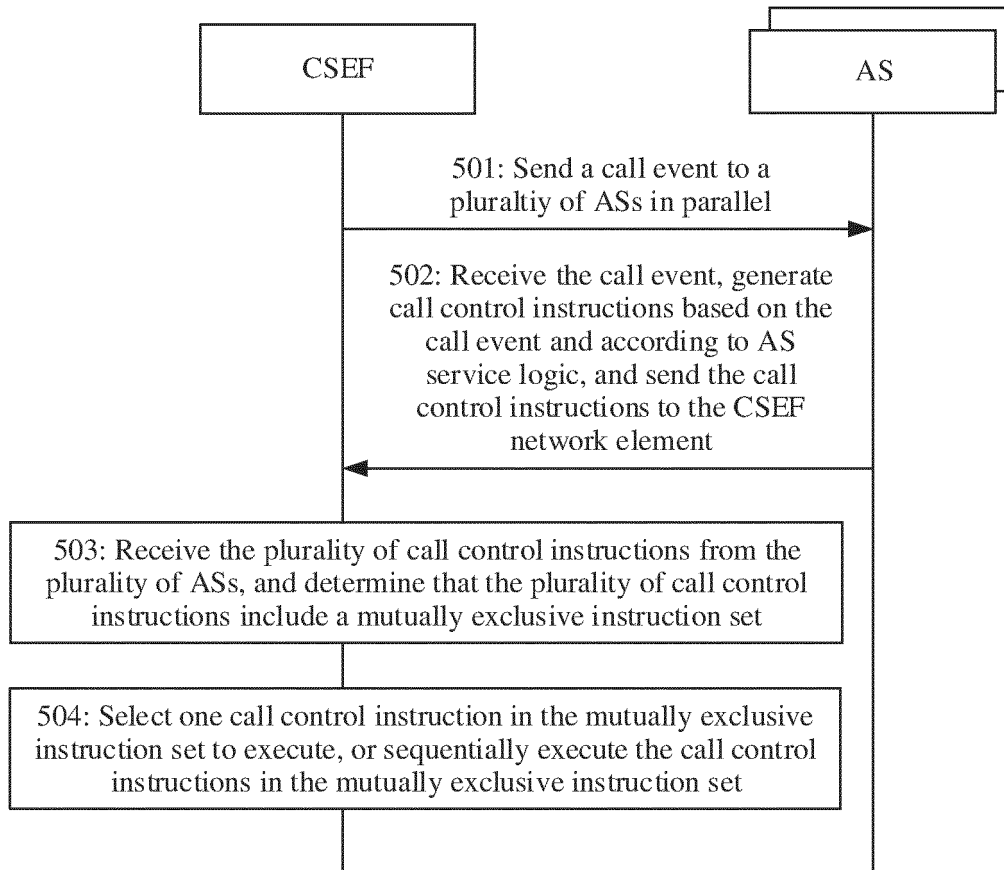 CSEF
AS
501: Send a call event to a
pluraltiy of ASs in parallel
502: Receive the call event, generate
call control instructions based on the
call event and according to AS
service logic, and send the call
control instructions to the CSEF
network element
503: Receive the plurality of call control instructions from the
plurality of ASs, and determine that the plurality of call control
instructions include a mutually exclusive instruction set
504: Select one call control instruction in the mutually exclusive
instruction set to execute, or sequentially execute the call control
instructions in the mutually exclusive instruction set